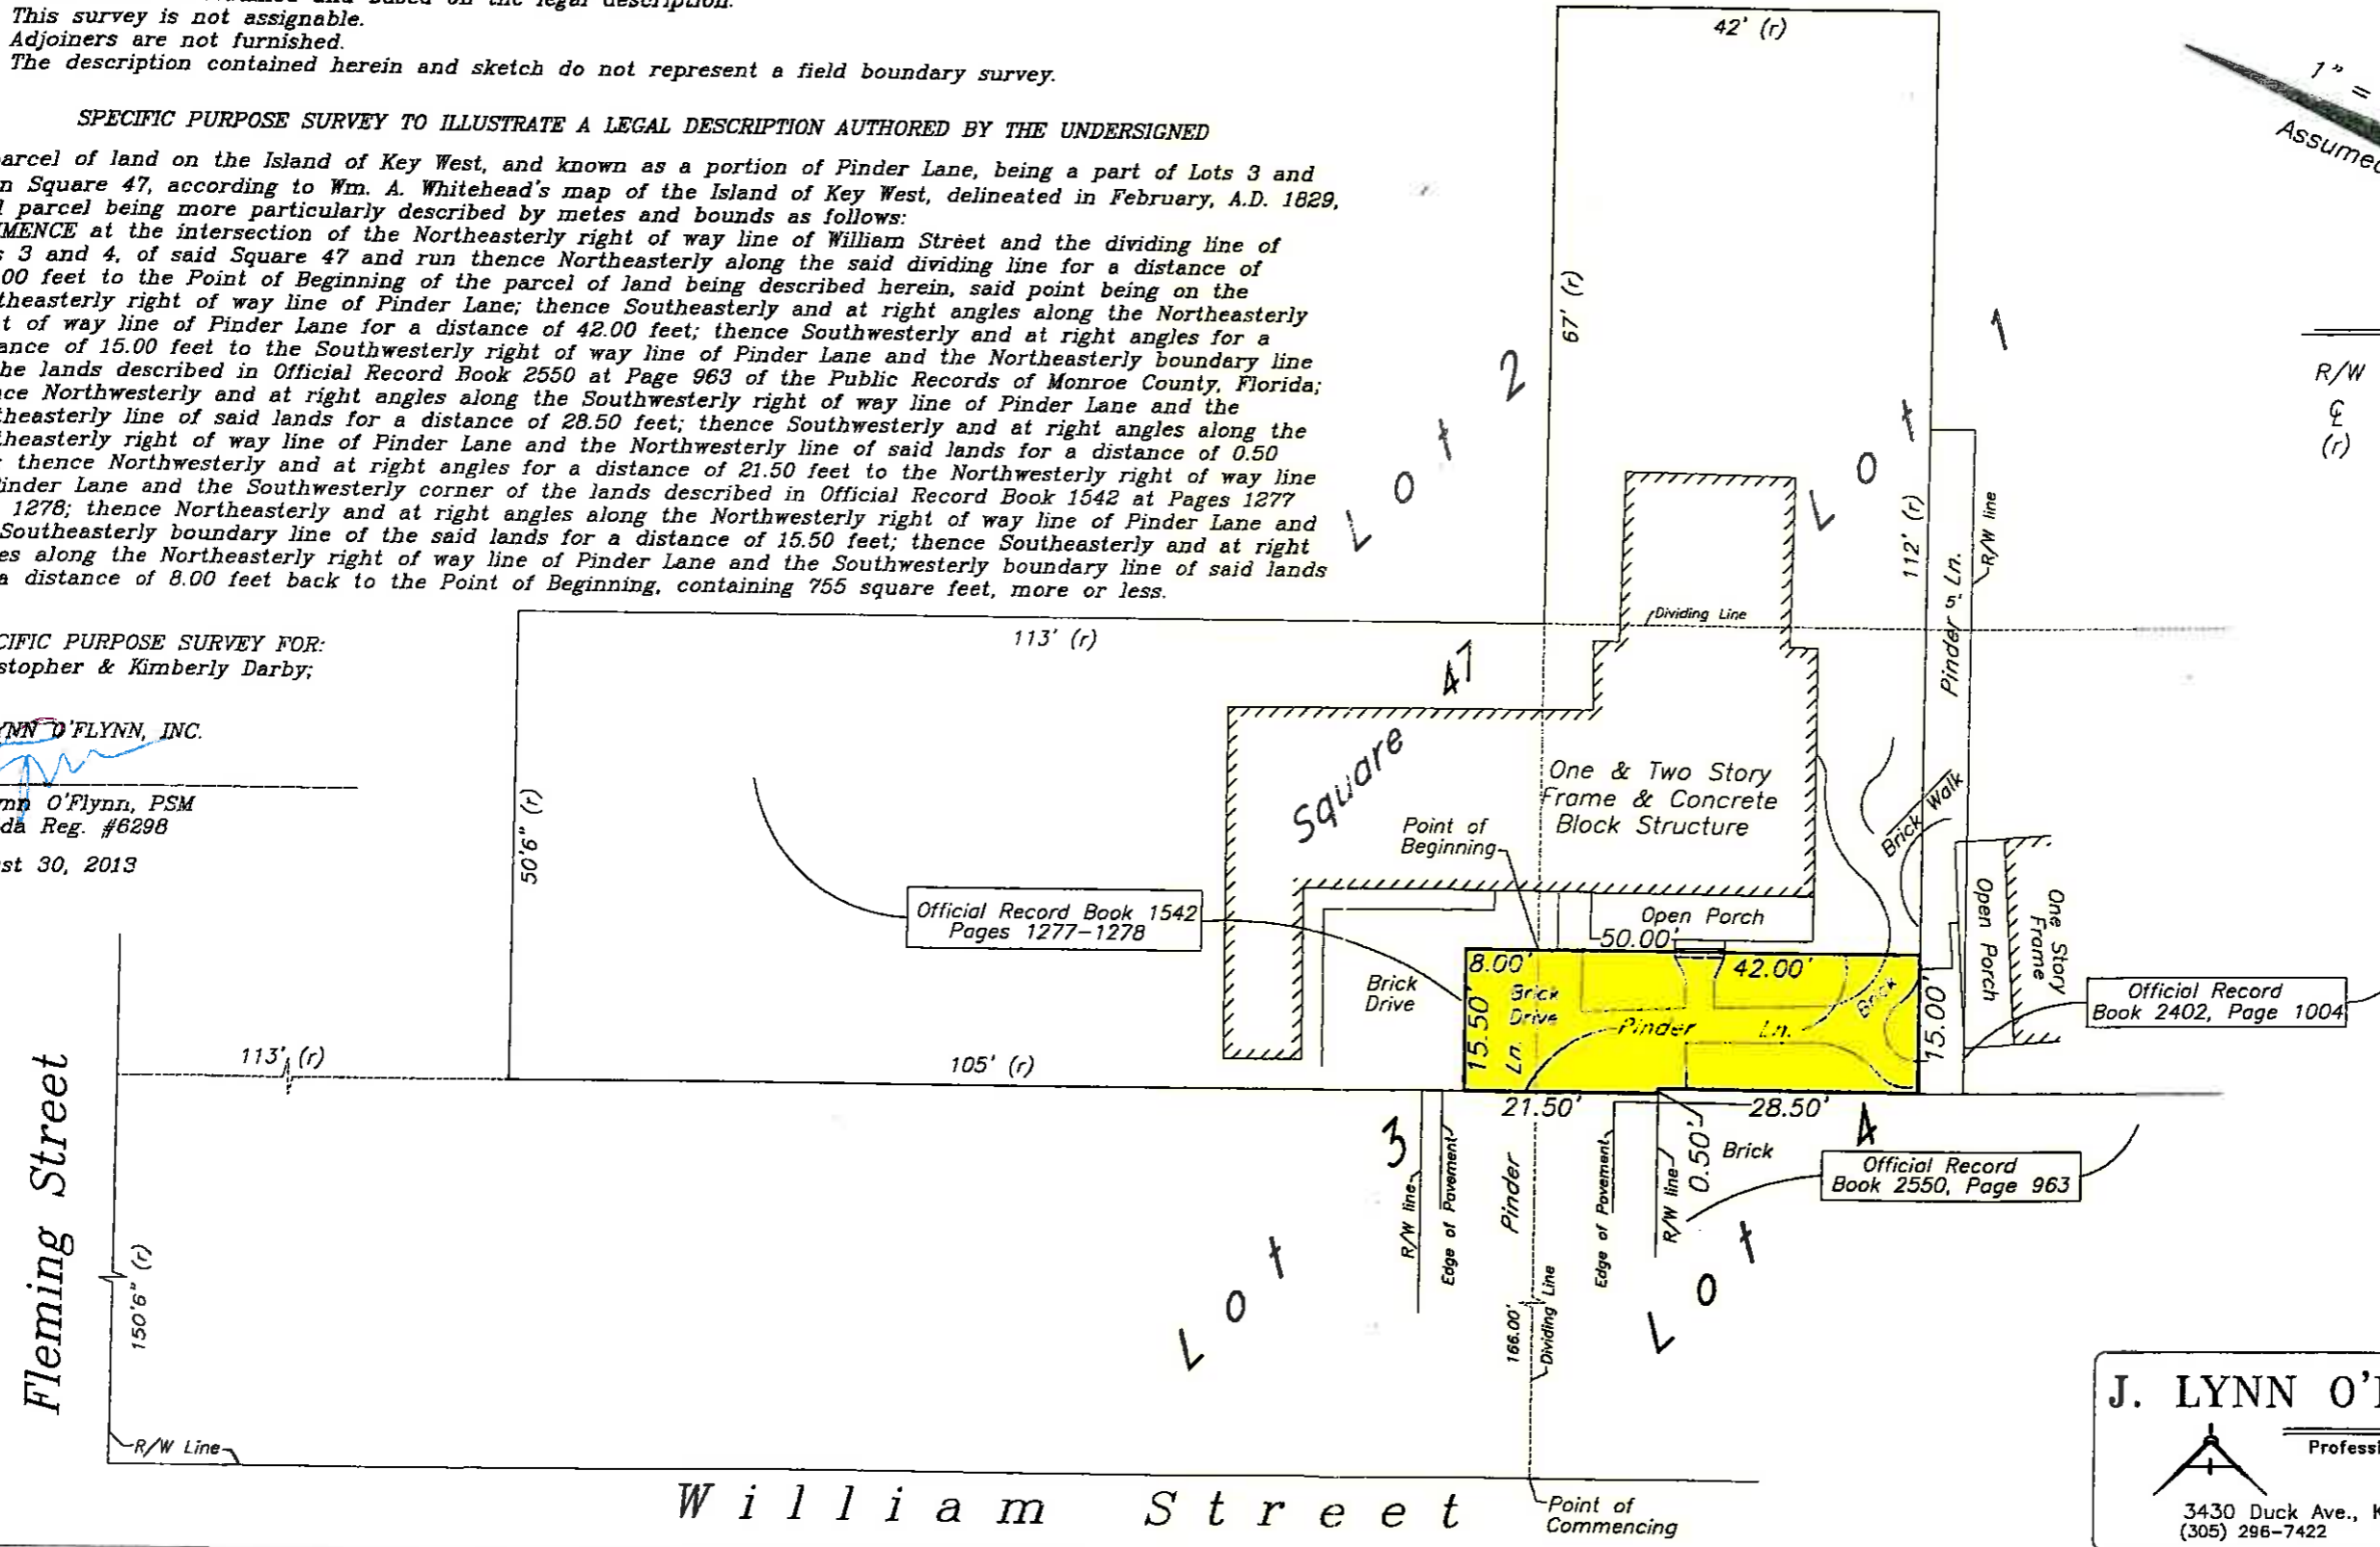 and based on the legal description.
This survey is not assignable.
Adjoiners are not furnished.
The description contained herein and sketch do not represent a field boundary survey.
SPECIFIC PURPOSE SURVEY TO ILLUSTRATE A LEGAL DESCRIPTION AUTHORED BY THE UNDERSIGNED
arcel of land on the Island of Key West, and known as a portion of Pinder Lane, being a part of Lots 3 and
n Square 47, according to Wm. A. Whitehead's map of the Island of Key West, delineated in February, A.D. 1829,
parcel being more particularly described by metes and bounds as follows:
MENCE at the intersection of the Northeasterly right of way line of William Street and the dividing line of
s 3 and 4, of said Square 47 and run thence Northeasterly along the said dividing line for a distance of
00 feet to the Point of Beginning of the parcel of land being described herein, said point being on the
theasterly right of way line of Pinder Lane; thence Southeasterly and at right angles along the Northeasterly
t of way line of Pinder Lane for a distance of 42.00 feet; thence Southwesterly and at right angles for a
ance of 15.00 feet to the Southwesterly right of way line of Pinder Lane and the Northeasterly boundary line
he lands described in Official Record Book 2550 at Page 963 of the Public Records of Monroe County, Florida;
ce Northwesterly and at right angles along the Southwesterly right of way line of Pinder Lane and the
theasterly line of said lands for a distance of 28.50 feet; thence Southwesterly and at right angles along the
theasterly right of way line of Pinder Lane and the Northwesterly line of said lands for a distance of 0.50
; thence Northwesterly and at right angles for a distance of 21.50 feet to the Northwesterly right of way line
inder Lane and the Southwesterly corner of the lands described in Official Record Book 1542 at Pages 1277
1278; thence Northeasterly and at right angles along the Northwesterly right of way line of Pinder Lane and
Southeasterly boundary line of the said lands for a distance of 15.50 feet; thence Southeasterly and at right
es along the Northeasterly right of way line of Pinder Lane and the Southwesterly boundary line of said lands
a distance of 8.00 feet back to the Point of Beginning, containing 755 square feet, more or less.
CIFIC PURPOSE SURVEY FOR:
stopher & Kimberly Darby;
YNN O'FLYNN, INC.
nn O'Flynn, PSM
da Reg. #6298
st 30, 2013
42' (r)
1" =
Assumed
67' (r)
Lot 2
Lot 1
R/W
℄
(r)
112' (r)
Pinder 5' Ln.
R/W line
Dividing Line
113' (r)
50'6" (r)
Square 47
One & Two Story
Frame & Concrete
Block Structure
Point of
Beginning
Brick Walk
Open Porch
One Story
Frame
Official Record Book 1542
Pages 1277-1278
Open Porch
50.00'
8.00'
42.00'
Brick
Drive
Brick
Drive
Brick
15.50'
Ln.
Pinder Ln.
15.00'
Official Record
Book 2402, Page 1004
113' (r)
105' (r)
21.50'
28.50'
0.50'
Brick
Official Record
Book 2550, Page 963
R/W line
Edge of Pavement
Pinder
Edge of Pavement
R/W line
Lot 3
Lot 4
166.00'
Dividing Line
Fleming Street
150'6" (r)
R/W Line
William Street
Point of
Commencing
J. LYNN O'
Professi
3430 Duck Ave., K
(305) 296-7422